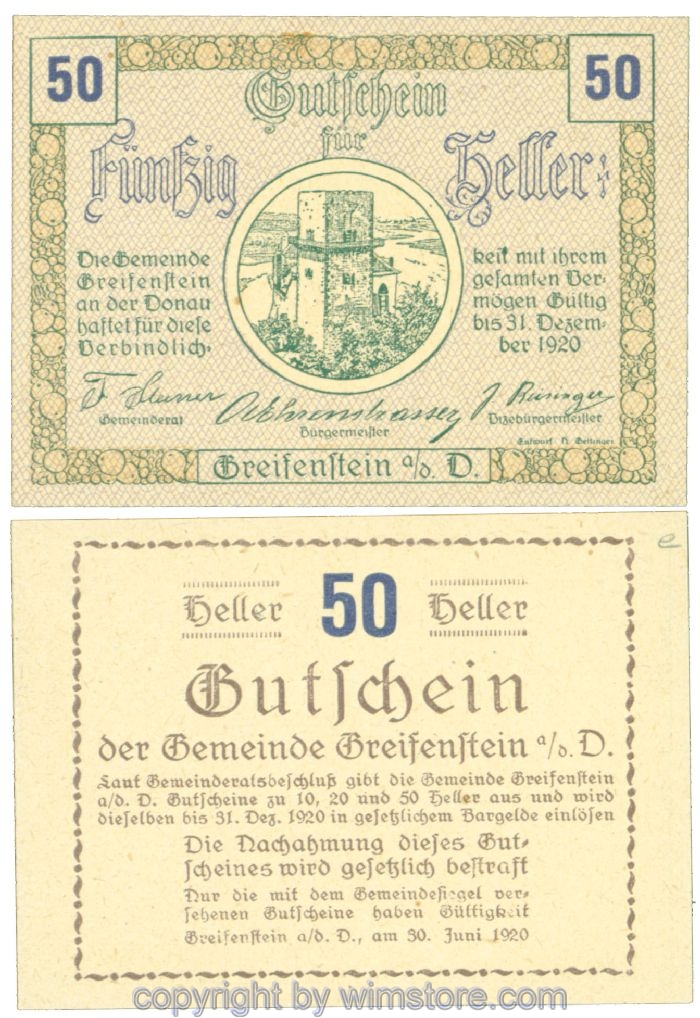 50
50
Gutschein
für
Fünfzig
Heller:
Die Gemeinde
Greifenstein
an der Donau
haftet für diese
Verbindlich-
keit mit ihrem
gesamten Ver-
mögen Gültig
bis 31. Dezem-
ber 1920
Gemeinderat
Bürgermeister
Vizebürgermeister
Entwurf
Greifenstein a/d. D.
e
Heller 50 Heller
Gutschein
der Gemeinde Greifenstein a/d. D.
Laut Gemeinderatsbeschluß gibt die Gemeinde Greifenstein
a/d. D. Gutscheine zu 10, 20 und 50 Heller aus und wird
dieselben bis 31. Dez. 1920 in gesetzlichem Bargelde einlösen
Die Nachahmung dieses Gut-
scheines wird gesetzlich bestraft
Nur die mit dem Gemeindesiegel ver-
sehenen Gutscheine haben Gültigkeit
Greifenstein a/d. D., am 30. Juni 1920
copyright by wimstore.com